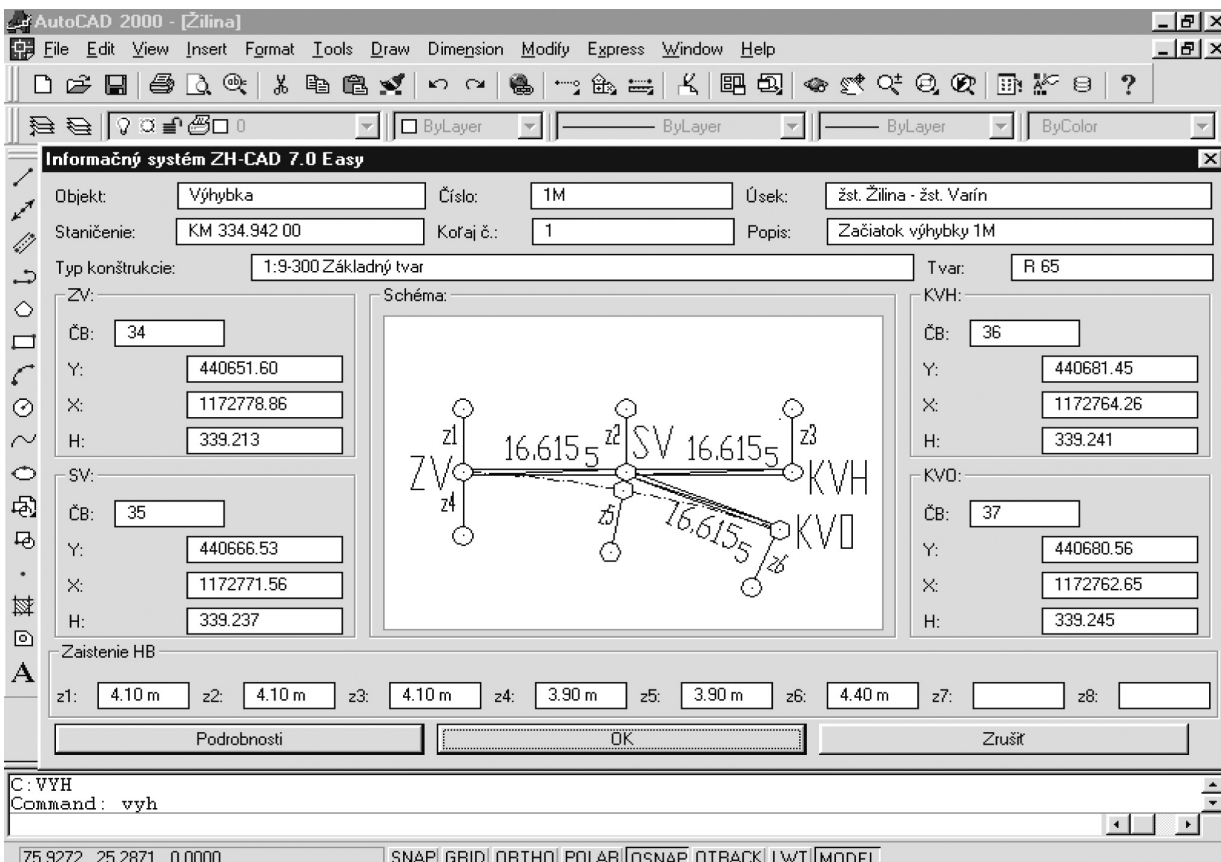 AutoCAD 2000 - [Žilina]
File Edit View Insert Format Tools Draw Dimension Modify Express Window Help
0 ByLayer ByLayer ByLayer ByColor
Informačný systém ZH-CAD 7.0 Easy
Objekt: Výhybka Číslo: 1M Úsek: žst. Žilina - žst. Varín
Staničenie: KM 334.942 00 Koľaj č.: 1 Popis: Začiatok výhybky 1M
Typ konštrukcie: 1:9-300 Základný tvar Tvar: R 65
ZV:
ČB: 34
Y: 440651.60
X: 1172778.86
H: 339.213
SV:
ČB: 35
Y: 440666.53
X: 1172771.56
H: 339.237
Schéma:
z1 16.615 5 z2 SV 16.615 5 z3
ZV KVH
z4 z5 16.615 5 KVO
z6
KVH:
ČB: 36
Y: 440681.45
X: 1172764.26
H: 339.241
KVO:
ČB: 37
Y: 440680.56
X: 1172762.65
H: 339.245
Zaistenie HB
z1: 4.10 m z2: 4.10 m z3: 4.10 m z4: 3.90 m z5: 3.90 m z6: 4.40 m z7: z8:
Podrobnosti OK Zrušiť
C:VYH
Command: vyh
75.9272, 25.2871, 0.0000 SNAP GRID ORTHO POLAR OSNAP OTRACK LWT MODEL